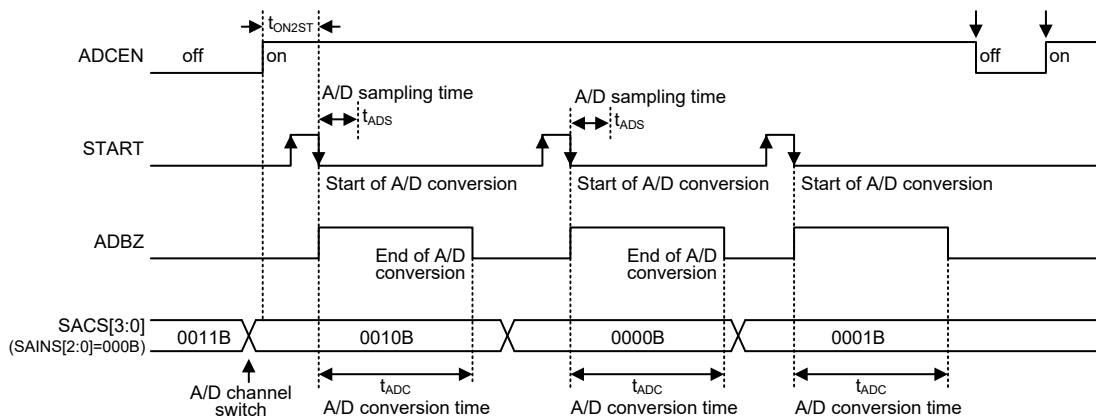 tON2ST
ADCEN
off
on
off
on
A/D sampling time
A/D sampling time
tADS
tADS
START
Start of A/D conversion
Start of A/D conversion
Start of A/D conversion
ADBZ
End of A/D
conversion
End of A/D
conversion
SACS[3:0]
(SAINS[2:0]=000B)
0011B
0010B
0000B
0001B
A/D channel
switch
tADC
A/D conversion time
tADC
A/D conversion time
tADC
A/D conversion time